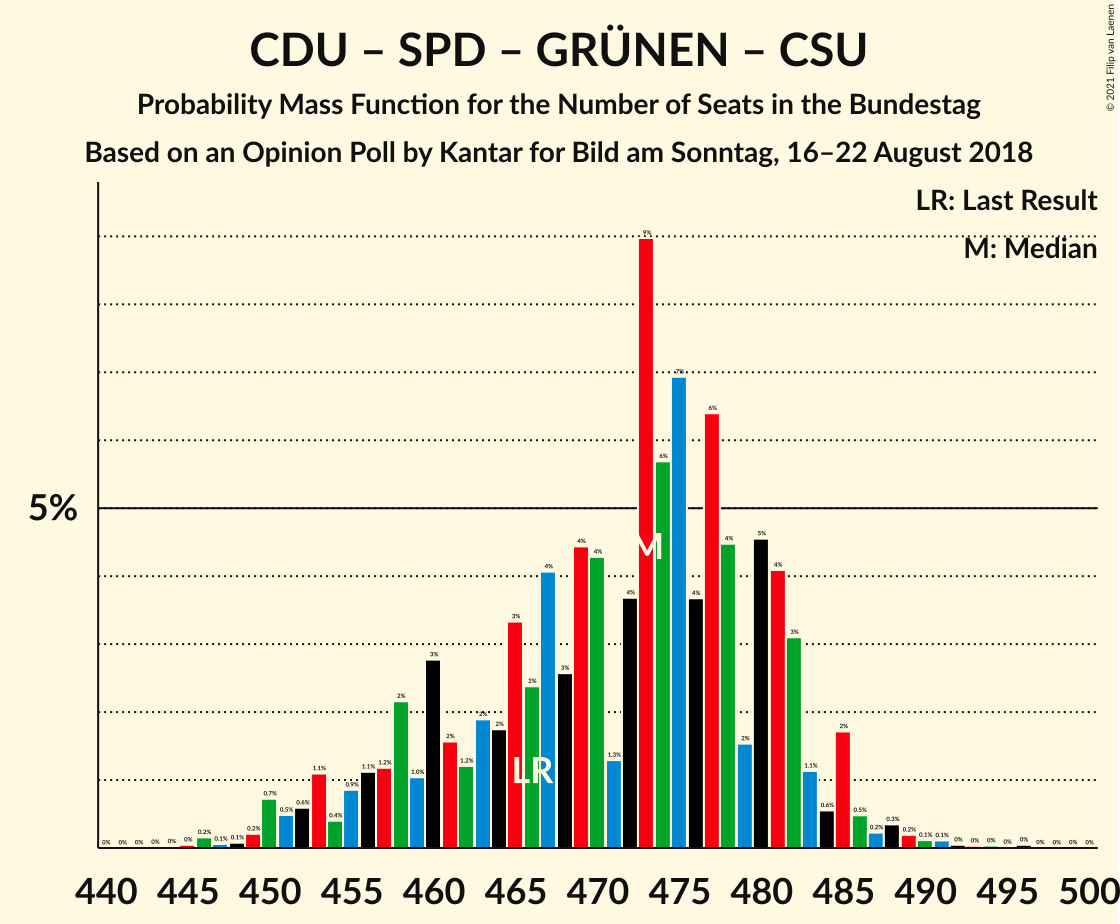 CDU – SPD – GRÜNEN – CSU
Probability Mass Function for the Number of Seats in the Bundestag
Based on an Opinion Poll by Kantar for Bild am Sonntag, 16–22 August 2018
© 2021 Filip van Laenen
LR: Last Result
M: Median
5%
0% 0% 0% 0% 0% 0% 0.2% 0.1% 0.1% 0.2% 0.7% 0.5% 0.6% 1.1% 0.4% 0.9% 1.1% 1.2% 2% 1.0% 3% 2% 1.2% 2% 2% 3% 2% 4% 3% 4% 4% 1.3% 4% 9% 6% 7% 4% 6% 4% 2% 5% 4% 3% 1.1% 0.6% 2% 0.5% 0.2% 0.3% 0.2% 0.1% 0.1% 0% 0% 0% 0% 0% 0% 0% 0% 0%
M
LR
440 445 450 455 460 465 470 475 480 485 490 495 500